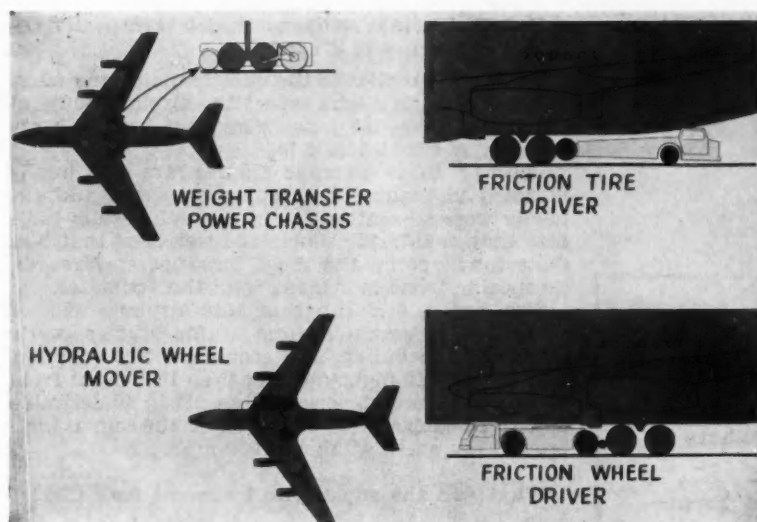 WEIGHT TRANSFER
POWER CHASSIS
FRICTION TIRE
DRIVER
HYDRAULIC WHEEL
MOVER
FRICTION WHEEL
DRIVER